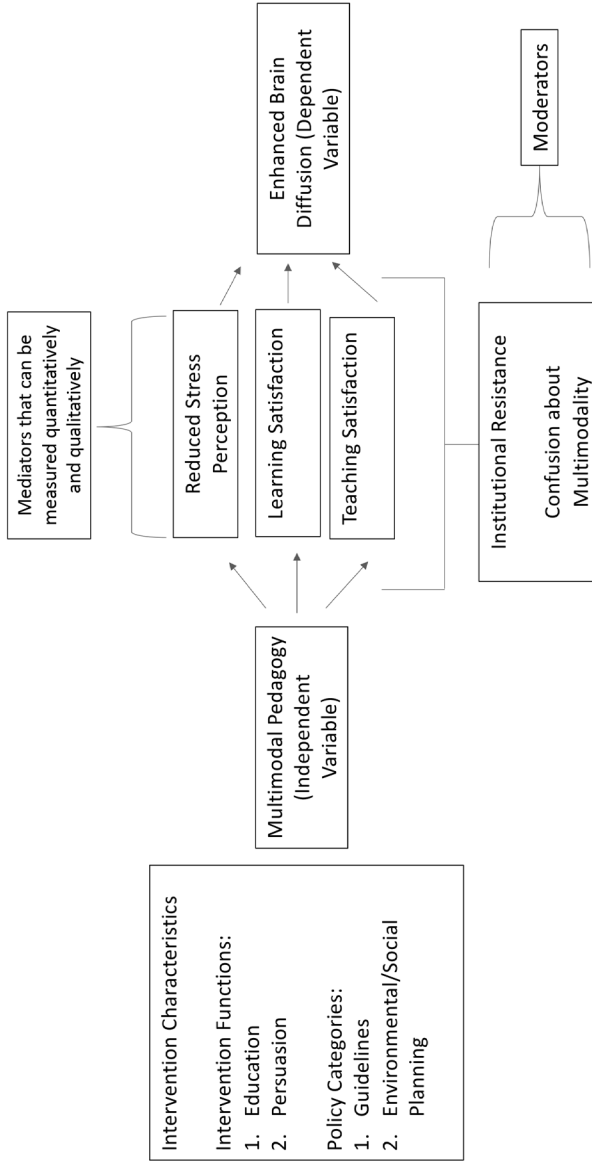 Intervention Characteristics
Intervention Functions:
1. Education
2. Persuasion
Policy Categories:
1. Guidelines
2. Environmental/Social
Planning
Multimodal Pedagogy
(Independent
Variable)
Mediators that can be
measured quantitatively
and qualitatively
Reduced Stress
Perception
Learning Satisfaction
Teaching Satisfaction
Enhanced Brain
Diffusion (Dependent
Variable)
Institutional Resistance
Confusion about
Multimodality
Moderators